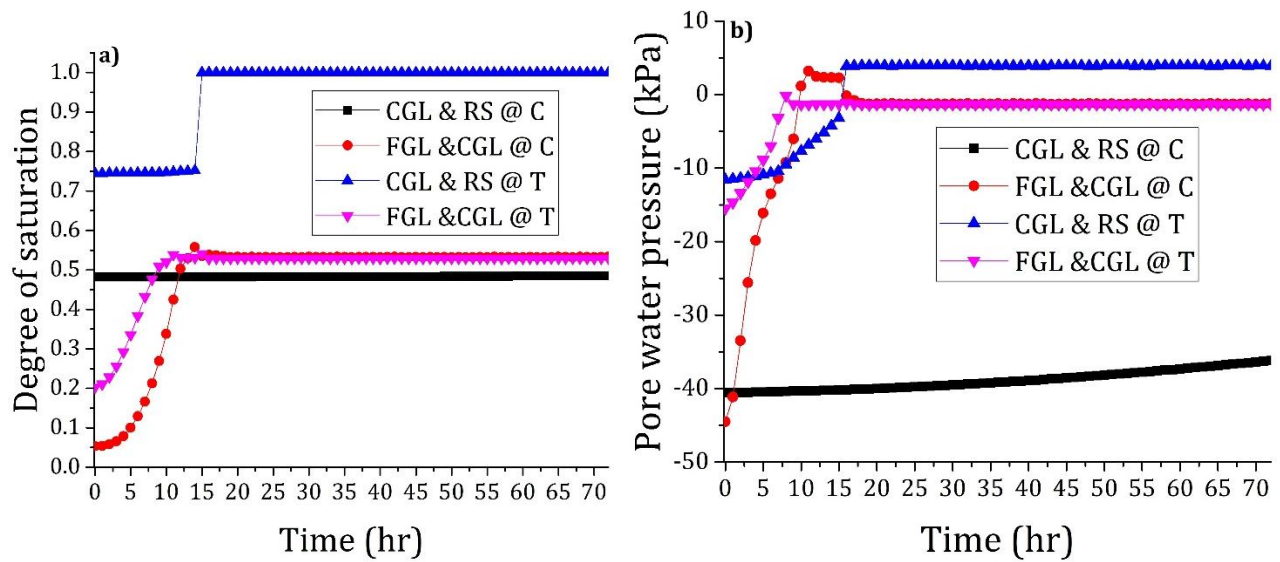 a)
Degree of saturation
1.0
0.9
0.8
0.7
0.6
0.5
0.4
0.3
0.2
0.1
0.0
CGL & RS @ C
FGL &CGL @ C
CGL & RS @ T
FGL &CGL @ T
0 5 10 15 20 25 30 35 40 45 50 55 60 65 70
Time (hr)
b)
Pore water pressure (kPa)
10
0
-10
-20
-30
-40
-50
CGL & RS @ C
FGL &CGL @ C
CGL & RS @ T
FGL &CGL @ T
0 5 10 15 20 25 30 35 40 45 50 55 60 65 70
Time (hr)